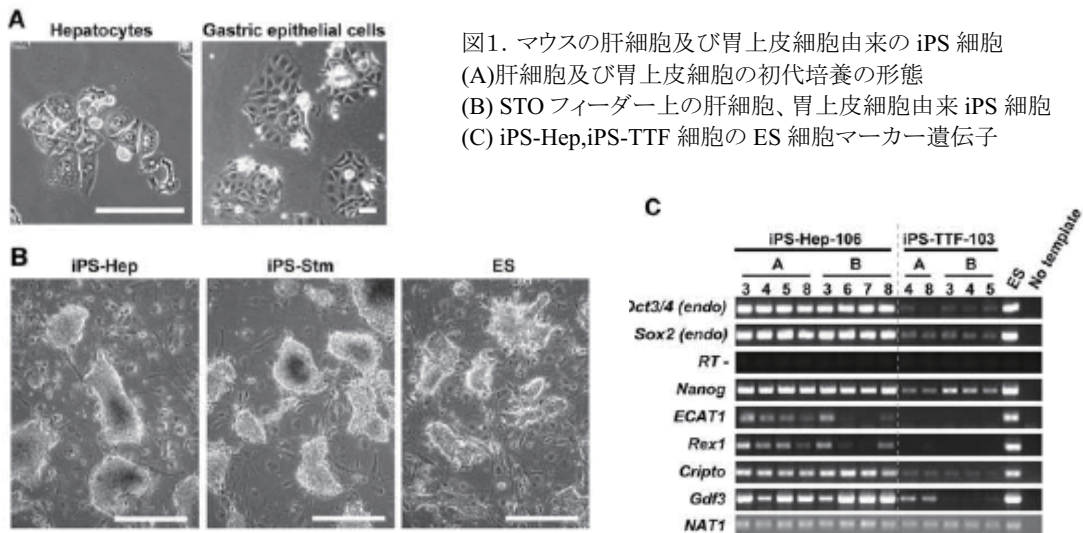 A
Hepatocytes
Gastric epithelial cells
図1. マウスの肝細胞及び胃上皮細胞由来の iPS 細胞
(A)肝細胞及び胃上皮細胞の初代培養の形態
(B) STO フィーダー上の肝細胞、胃上皮細胞由来 iPS 細胞
(C) iPS-Hep,iPS-TTF 細胞の ES 細胞マーカー遺伝子
B
iPS-Hep
iPS-Stm
ES
C
iPS-Hep-106 iPS-TTF-103
A B A B
3 4 5 8 3 6 7 8 4 8 4 5 ES No template
Oct3/4 (endo)
Sox2 (endo)
RT -
Nanog
ECAT1
Rex1
Cripto
Gdf3
NAT1